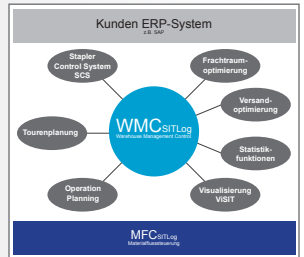 Kunden ERP-System
z.B. SAP
Stapler
Control System
SCS
Frachtraum-
optimierung
Versand-
optimierung
WMCSITLog
Warehouse Management Control
Tourenplanung
Statistik-
funktionen
Operation
Planning
Visualisierung
ViSIT
MFCSITLog
Materialflusssteuerung